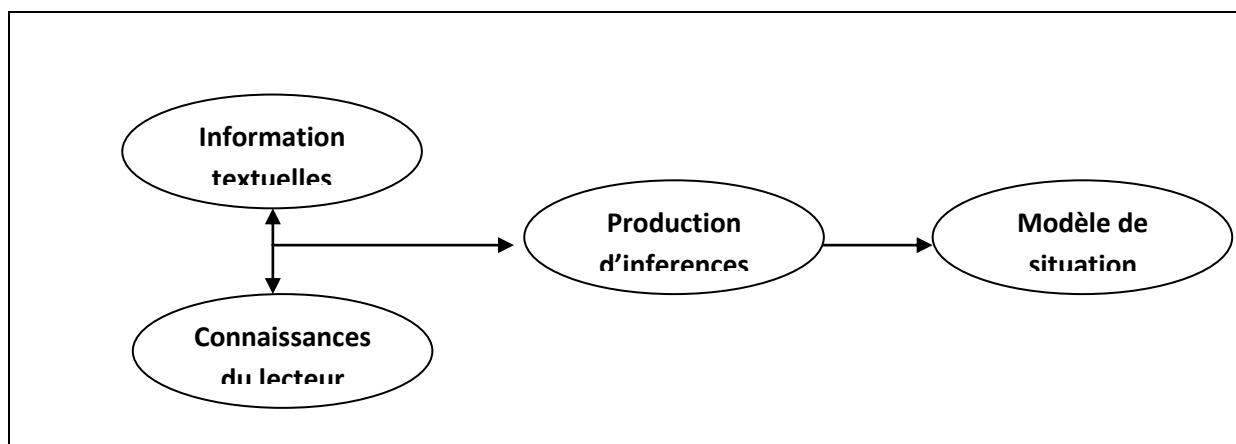 Information
textuelles
Connaissances
du lecteur
Production
d’inferences
Modèle de
situation